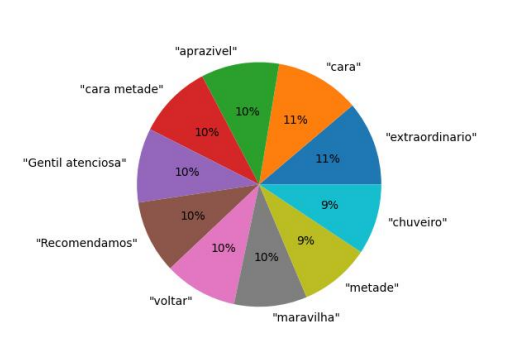 "aprazivel"
"cara"
"cara metade"
10%
11%
10%
"extraordinario"
11%
"Gentil atenciosa"
10%
9%
"chuveiro"
10%
"Recomendamos"
10%
10%
9%
"metade"
"voltar"
"maravilha"